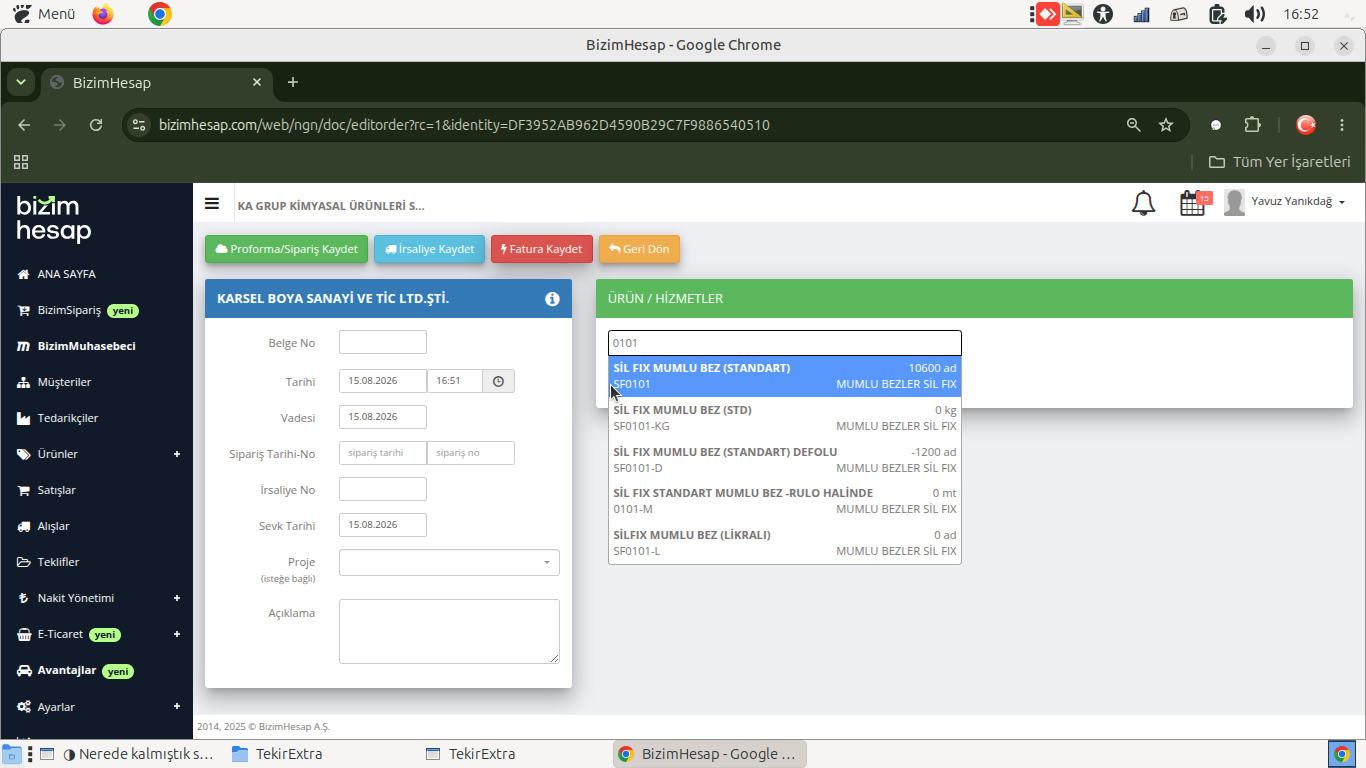 Menü
16:52
BizimHesap - Google Chrome
BizimHesap
bizimhesap.com/web/ngn/doc/editorder?rc=1&identity=DF3952AB962D4590B29C7F9886540510
Tüm Yer İşaretleri
bizim
hesap
KA GRUP KİMYASAL ÜRÜNLERİ S...
15
Yavuz Yanıkdağ
ANA SAYFA
BizimSipariş yeni
BizimMuhasebeci
Müşteriler
Tedarikçiler
Ürünler +
Satışlar
Alışlar
Teklifler
Nakit Yönetimi +
E-Ticaret yeni +
Avantajlar yeni
Ayarlar +
Proforma/Sipariş Kaydet
İrsaliye Kaydet
Fatura Kaydet
Geri Dön
KARSEL BOYA SANAYİ VE TİC LTD.ŞTİ.
Belge No
Tarihi 15.08.2026 16:51
Vadesi 15.08.2026
Sipariş Tarihi-No sipariş tarihi sipariş no
İrsaliye No
Sevk Tarihi 15.08.2026
Proje
(isteğe bağlı)
Açıklama
ÜRÜN / HİZMETLER
0101
SİL FIX MUMLU BEZ (STANDART) 10600 ad
SF0101 MUMLU BEZLER SİL FIX
SİL FIX MUMLU BEZ (STD) 0 kg
SF0101-KG MUMLU BEZLER SİL FIX
SİL FIX MUMLU BEZ (STANDART) DEFOLU -1200 ad
SF0101-D MUMLU BEZLER SİL FIX
SİL FIX STANDART MUMLU BEZ -RULO HALİNDE 0 mt
0101-M MUMLU BEZLER SİL FIX
SİLFIX MUMLU BEZ (LİKRALI) 0 ad
SF0101-L MUMLU BEZLER SİL FIX
2014, 2025 © BizimHesap A.Ş.
Nerede kalmıştık s...
TekirExtra
TekirExtra
BizimHesap - Google ...